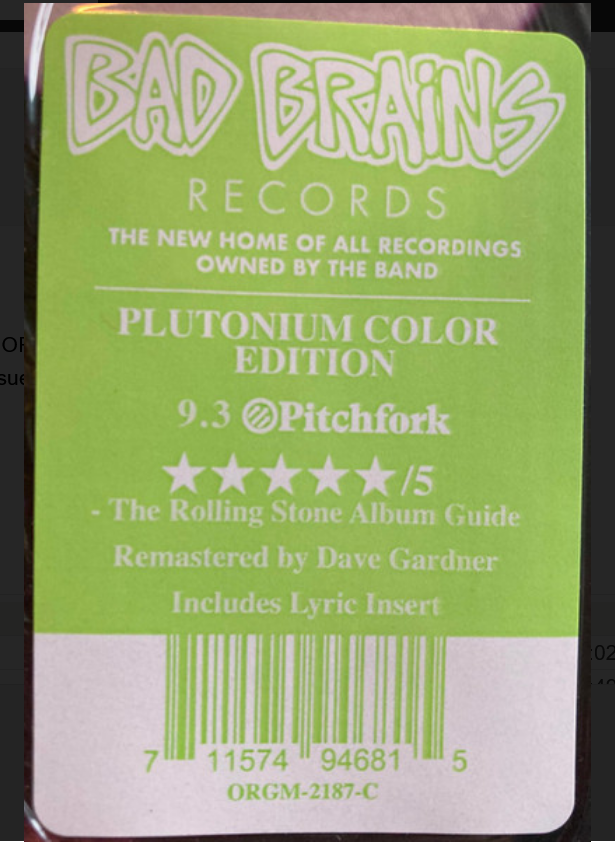 BAD BRAINS
RECORDS
THE NEW HOME OF ALL RECORDINGS
OWNED BY THE BAND
PLUTONIUM COLOR
EDITION
9.3 Pitchfork
★★★★★/5
- The Rolling Stone Album Guide
Remastered by Dave Gardner
Includes Lyric Insert
7 11574 94681 5
ORGM-2187-C